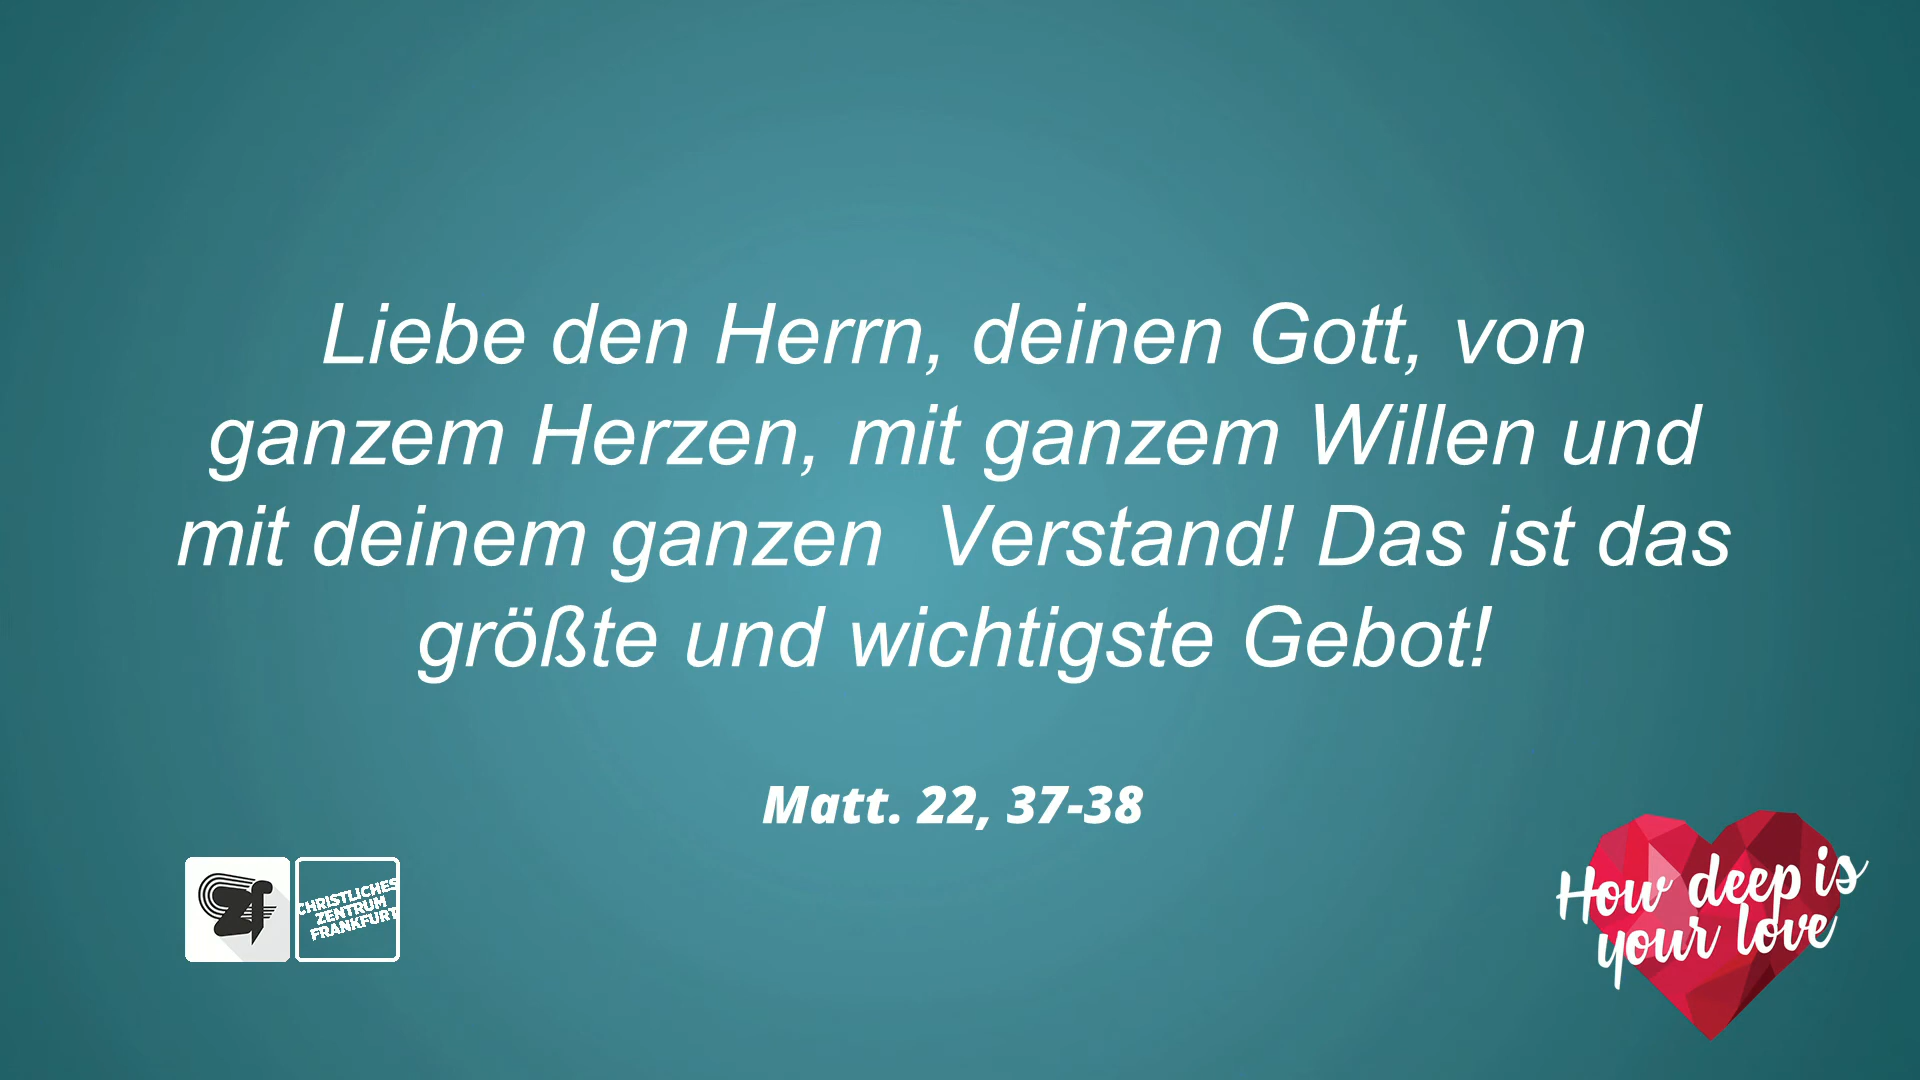 Liebe den Herrn, deinen Gott, von
ganzem Herzen, mit ganzem Willen und
mit deinem ganzen  Verstand! Das ist das
größte und wichtigste Gebot!
Matt. 22, 37-38
CZF
CHRISTLICHES
ZENTRUM
FRANKFURT
How deep is
your love